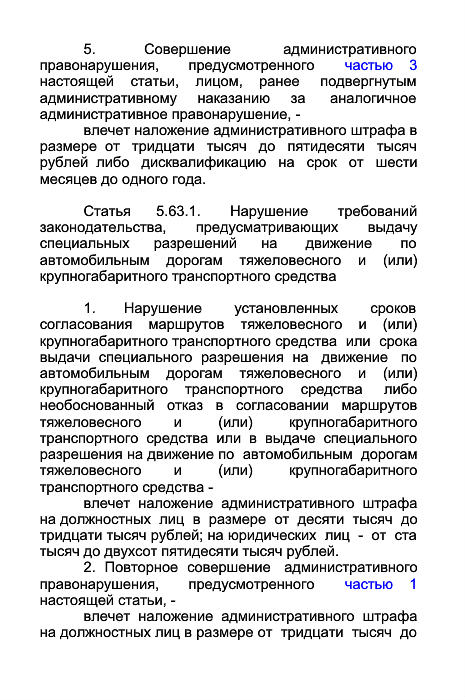 5. Совершение административного
правонарушения, предусмотренного частью 3
настоящей статьи, лицом, ранее подвергнутым
административному наказанию за аналогичное
административное правонарушение, -
влечет наложение административного штрафа в
размере от тридцати тысяч до пятидесяти тысяч
рублей либо дисквалификацию на срок от шести
месяцев до одного года.
Статья 5.63.1. Нарушение требований
законодательства, предусматривающих выдачу
специальных разрешений на движение по
автомобильным дорогам тяжеловесного и (или)
крупногабаритного транспортного средства
1. Нарушение установленных сроков
согласования маршрутов тяжеловесного и (или)
крупногабаритного транспортного средства или срока
выдачи специального разрешения на движение по
автомобильным дорогам тяжеловесного и (или)
крупногабаритного транспортного средства либо
необоснованный отказ в согласовании маршрутов
тяжеловесного и (или) крупногабаритного
транспортного средства или в выдаче специального
разрешения на движение по автомобильным дорогам
тяжеловесного и (или) крупногабаритного
транспортного средства -
влечет наложение административного штрафа
на должностных лиц в размере от десяти тысяч до
тридцати тысяч рублей; на юридических лиц - от ста
тысяч до двухсот пятидесяти тысяч рублей.
2. Повторное совершение административного
правонарушения, предусмотренного частью 1
настоящей статьи, -
влечет наложение административного штрафа
на должностных лиц в размере от тридцати тысяч до